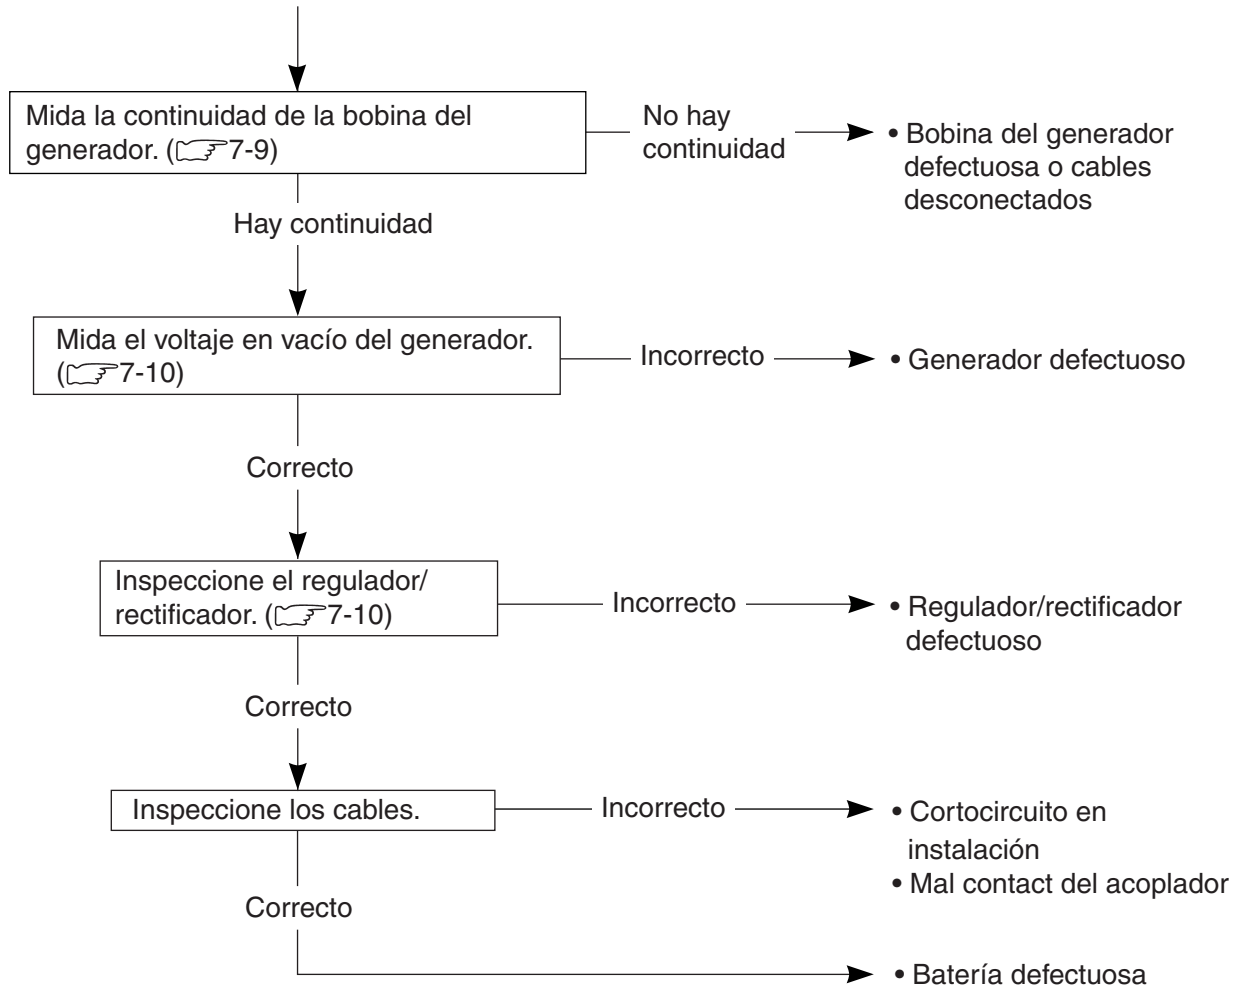 Mida la continuidad de la bobina del
generador. (7-9)
No hay
continuidad
• Bobina del generador
defectuosa o cables
desconectados
Hay continuidad
Mida el voltaje en vacío del generador.
(7-10)
Incorrecto
• Generador defectuoso
Correcto
Inspeccione el regulador/
rectificador. (7-10)
Incorrecto
• Regulador/rectificador
defectuoso
Correcto
Inspeccione los cables.
Incorrecto
• Cortocircuito en
instalación
• Mal contact del acoplador
Correcto
• Batería defectuosa